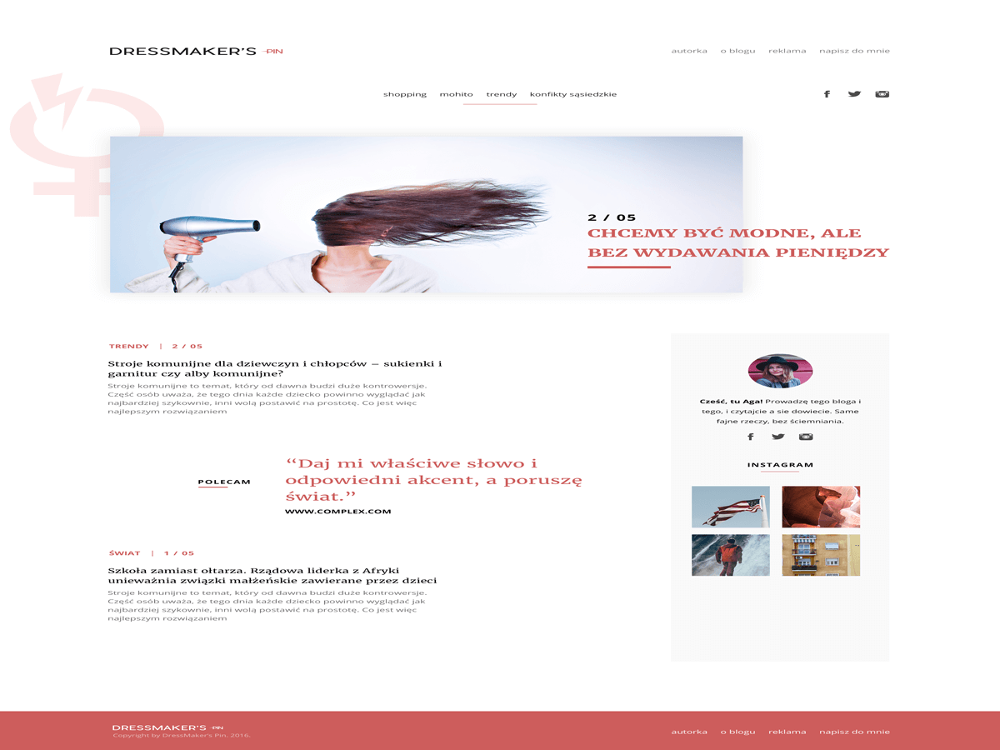 DRESSMAKER'S -PIN
autorka o blogu reklama napisz do mnie
shopping mohito trendy konfikty sąsiedzkie
2 / 05
CHCEMY BYĆ MODNE, ALE
BEZ WYDAWANIA PIENIĘDZY
TRENDY | 2 / 05
Stroje komunijne dla dziewczyn i chłopców – sukienki i
garnitur czy alby komunijne?
Stroje komunijne to temat, który od dawna budzi duże kontrowersje.
Część osób uważa, że tego dnia każde dziecko powinno wyglądać jak
najbardziej szykownie, inni wolą postawić na prostotę. Co jest więc
najlepszym rozwiązaniem
POLECAM
“Daj mi właściwe słowo i
odpowiedni akcent, a poruszę
świat.”
WWW.COMPLEX.COM
ŚWIAT | 1 / 05
Szkoła zamiast ołtarza. Rządowa liderka z Afryki
unieważnia związki małżeńskie zawierane przez dzieci
Stroje komunijne to temat, który od dawna budzi duże kontrowersje.
Część osób uważa, że tego dnia każde dziecko powinno wyglądać jak
najbardziej szykownie, inni wolą postawić na prostotę. Co jest więc
najlepszym rozwiązaniem
Cześć, tu Aga! Prowadzę tego bloga i
tego, i czytajcie a sie dowiecie. Same
fajne rzeczy, bez ściemniania.
INSTAGRAM
DRESSMAKER'S -PIN
Copyright by DressMaker's Pin. 2016.
autorka o blogu reklama napisz do mnie